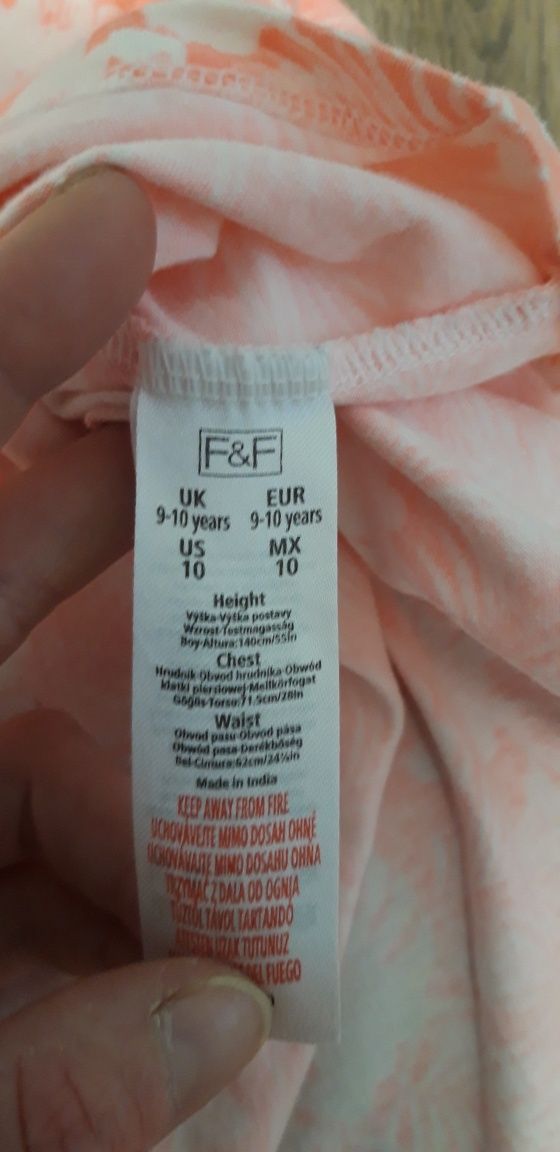 F&F
UK EUR
9-10 years 9-10 years
US MX
10 10
Height
Výška·Výška postavy
Wzrost·Testmagasság
Boy·Altura:140cm/55in
Chest
Hrudník·Obvod hrudníka·Obwód
klatki piersiowej·Mellkörfogat
Göğüs·Torso:71.5cm/28in
Waist
Obvod pasu·Obvod pása
Obwód pasa·Derékbőség
Bel·Cintura:62cm/24½in
Made in India
KEEP AWAY FROM FIRE
UCHOVÁVEJTE MIMO DOSAH OHNĚ
UCHOVÁVAJTE MIMO DOSAHU OHŇA
TRZYMAĆ Z DALA OD OGNIA
TŰZTŐL TÁVOL TARTANDÓ
ATEŞTEN UZAK TUTUNUZ
DEL FUEGO